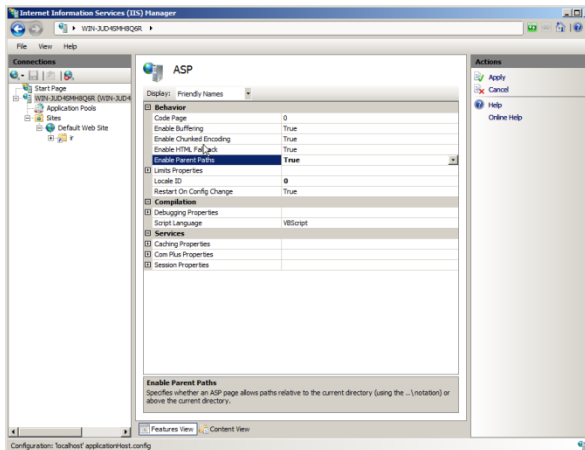 Internet Information Services (IIS) Manager
WIN-JUD4SMH8Q6R
File View Help
Connections
Start Page
WIN-JUD4SMH8Q6R (WIN-JUD4
Application Pools
Sites
Default Web Site
ir
ASP
Display: Friendly Names
Behavior
Code Page 0
Enable Buffering True
Enable Chunked Encoding True
Enable HTML Fallback True
Enable Parent Paths True
Limits Properties
Locale ID 0
Restart On Config Change True
Compilation
Debugging Properties
Script Language VBScript
Services
Caching Properties
Com Plus Properties
Session Properties
Enable Parent Paths
Specifies whether an ASP page allows paths relative to the current directory (using the ..\notation) or
above the current directory.
Features View Content View
Actions
Apply
Cancel
Help
Online Help
Configuration: 'localhost' applicationHost.config